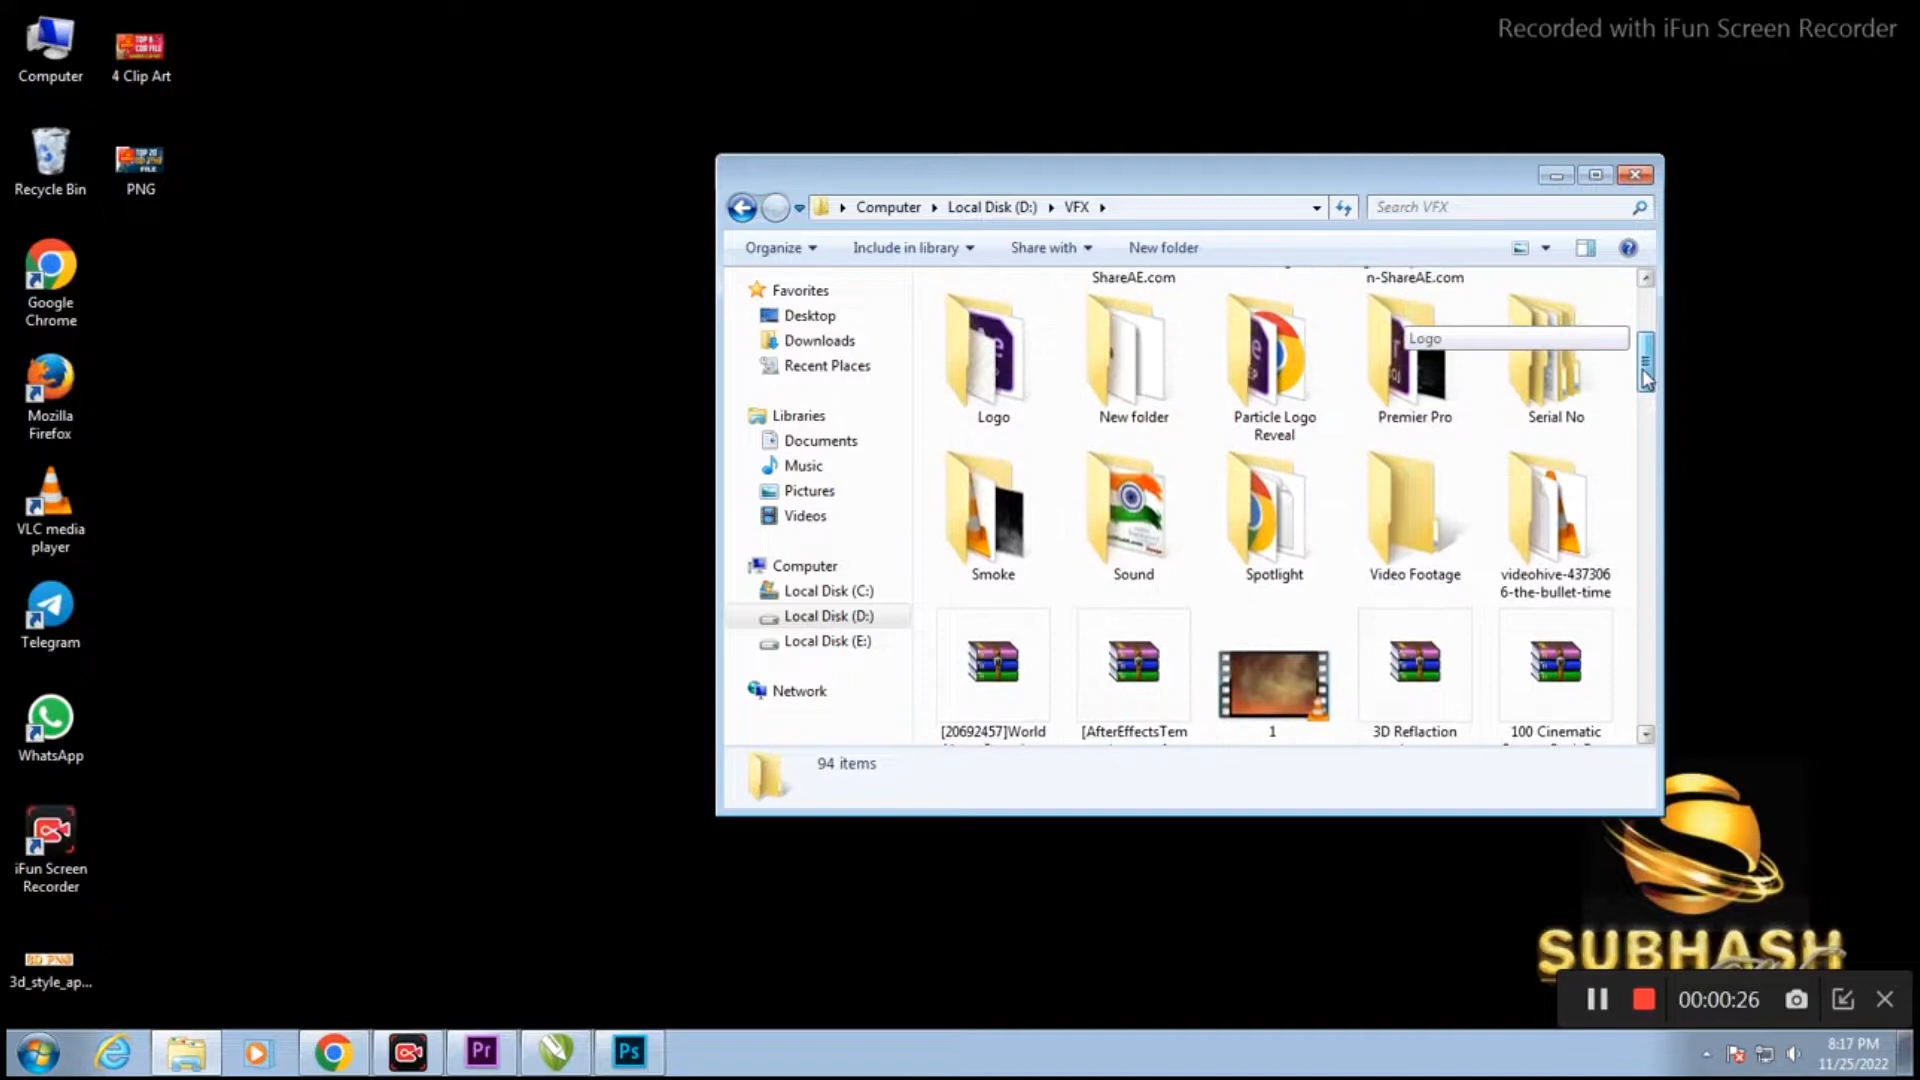 Recorded with iFun Screen Recorder
Computer
4 Clip Art
Recycle Bin
PNG
Google
Chrome
Mozilla
Firefox
VLC media
player
Telegram
WhatsApp
iFun Screen
Recorder
3d_style_ap...
Computer
Local Disk (D:)
VFX
Search VFX
Organize
Include in library
Share with
New folder
Favorites
Desktop
Downloads
Recent Places
Libraries
Documents
Music
Pictures
Videos
Computer
Local Disk (C:)
Local Disk (D:)
Local Disk (E:)
Network
ShareAE.com
n-ShareAE.com
Logo
Logo
New folder
Particle Logo
Reveal
Premier Pro
Serial No
Smoke
Sound
Spotlight
Video Footage
videohive-437306
6-the-bullet-time
[20692457]World
[AfterEffectsTem
1
3D Reflaction
100 Cinematic
94 items
SUBHASH
00:00:26
Pr
Ps
8:17 PM
11/25/2022